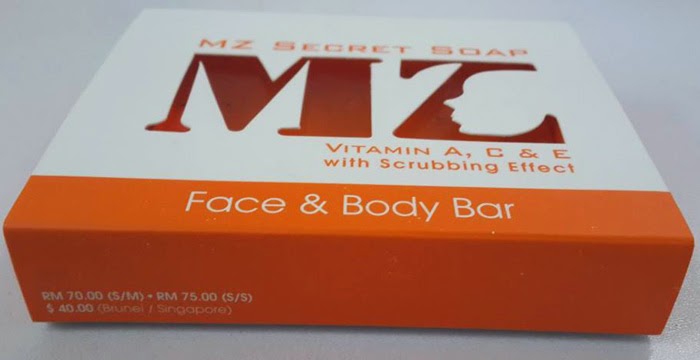 MZ SECRET SOAP
MZ
VITAMIN A, C & E
with Scrubbing Effect
Face & Body Bar
RM 70.00 (S/M) • RM 75.00 (S/S)
$ 40.00 (Brunei / Singapore)